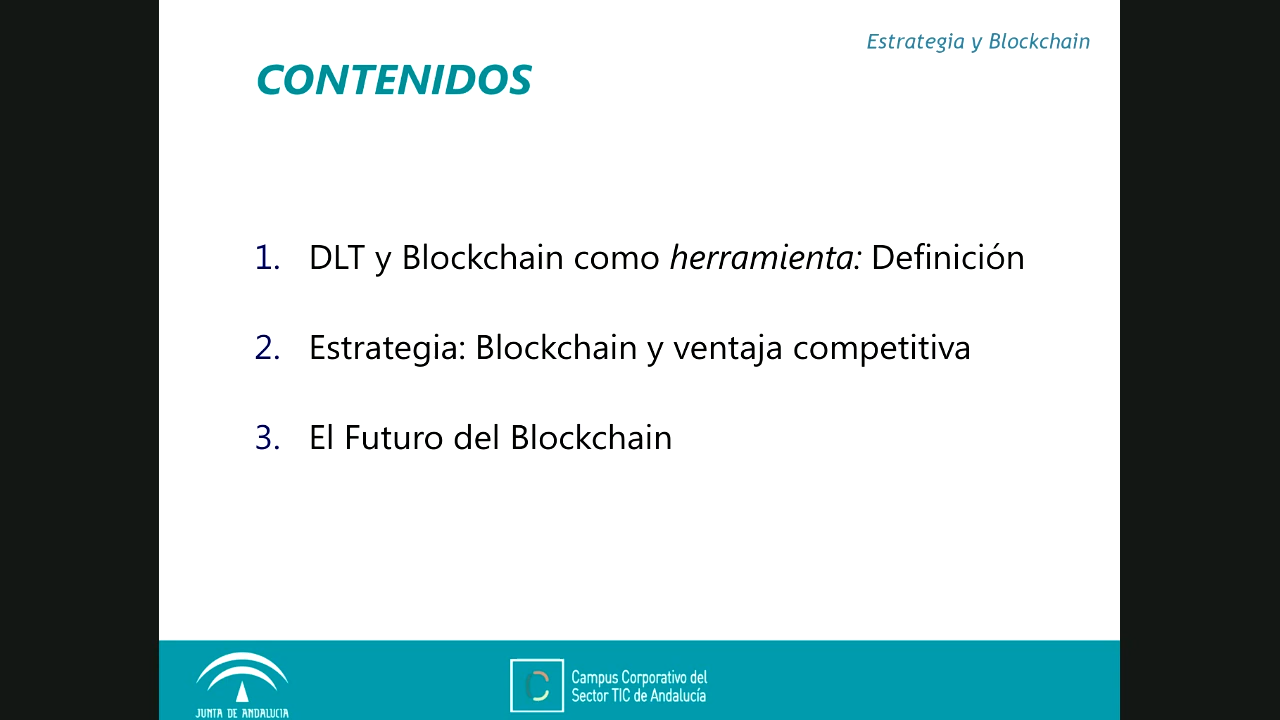 Estrategia y Blockchain
CONTENIDOS
1. DLT y Blockchain como herramienta: Definición
2. Estrategia: Blockchain y ventaja competitiva
3. El Futuro del Blockchain
JUNTA DE ANDALUCIA
C
Campus Corporativo del
Sector TIC de Andalucía